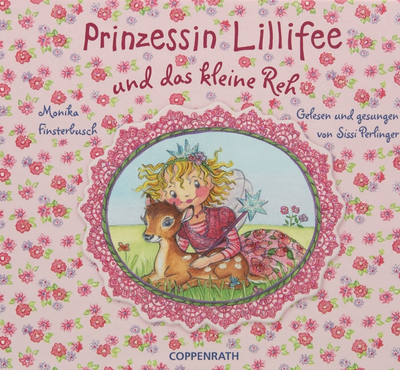 Prinzessin Lillifee
und das kleine Reh
Monika
Finsterbusch
Gelesen und gesungen
von Sissi Perlinger
COPPENRATH